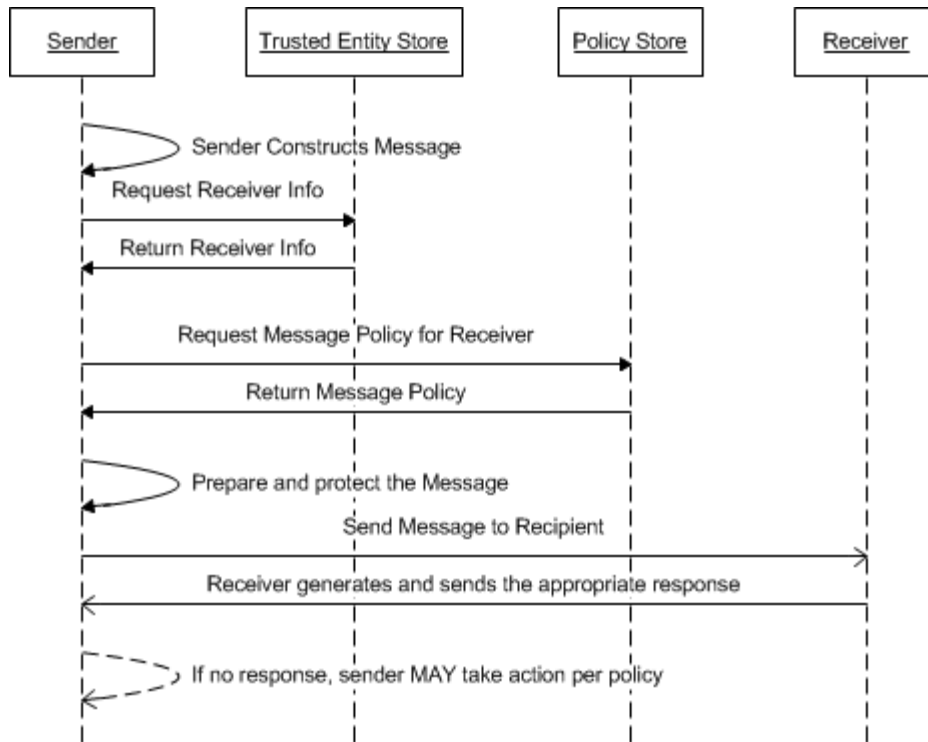 Sender
Trusted Entity Store
Policy Store
Receiver
Sender Constructs Message
Request Receiver Info
Return Receiver Info
Request Message Policy for Receiver
Return Message Policy
Prepare and protect the Message
Send Message to Recipient
Receiver generates and sends the appropriate response
If no response, sender MAY take action per policy